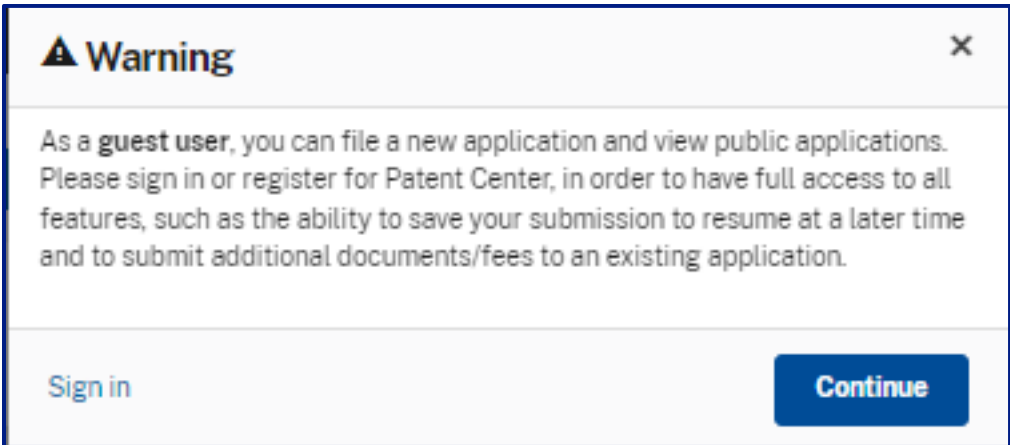 Warning
As a guest user, you can file a new application and view public applications.
Please sign in or register for Patent Center, in order to have full access to all
features, such as the ability to save your submission to resume at a later time
and to submit additional documents/fees to an existing application.
Sign in
Continue